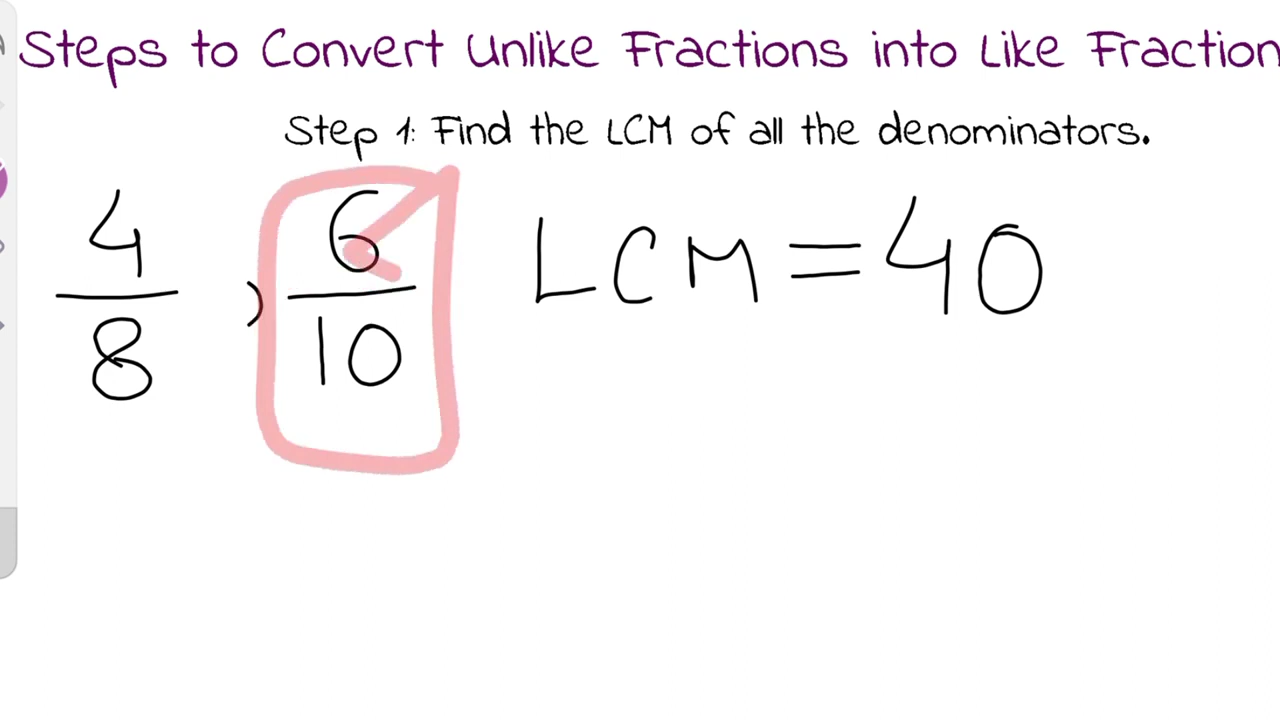 Steps to Convert Unlike Fractions into Like Fraction
Step 1: Find the LCM of all the denominators.
4/8 , 6/10 LCM = 40